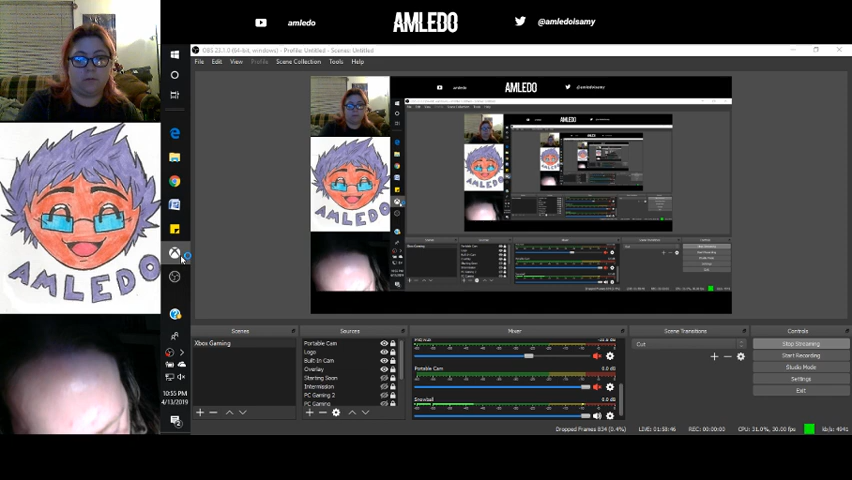 amledo
AMLEDO
@amledolsamy
OBS 23.1.0 (64-bit, windows) - Profile: Untitled - Scenes: Untitled
File
Edit
View
Profile
Scene Collection
Tools
Help
AMLEDO
AMLEDO
Scenes
Sources
Mixer
Scene Transitions
Controls
Xbox Gaming
Portable Cam
Logo
Built-In Cam
Overlay
Starting Soon
Intermission
PC Gaming 2
PC Gaming
Portable Cam
0.0 dB
Snowball
0.0 dB
Cut
Stop Streaming
Start Recording
Studio Mode
Settings
Exit
10:55 PM
4/13/2019
Dropped Frames 834 (0.4%)
LIVE: 01:58:46
REC: 00:00:00
CPU: 31.0%, 30.00 fps
kb/s: 4941